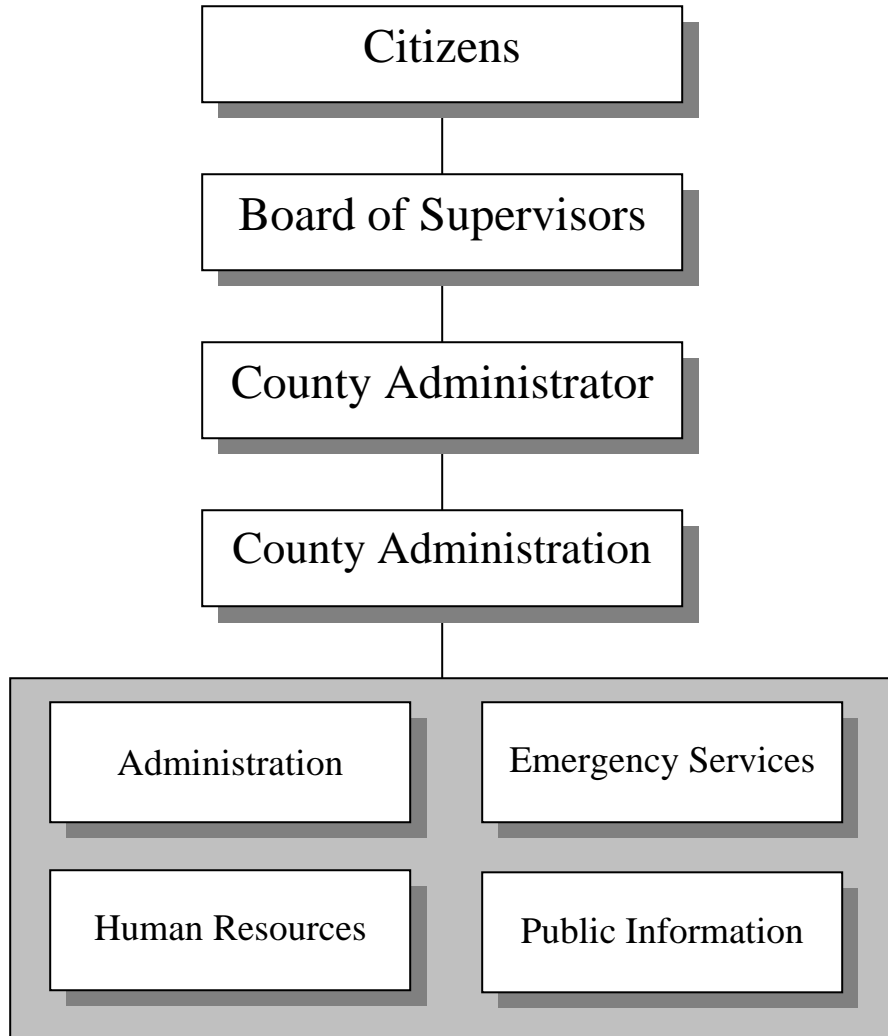 Citizens
Board of Supervisors
County Administrator
County Administration
Administration
Emergency Services
Human Resources
Public Information